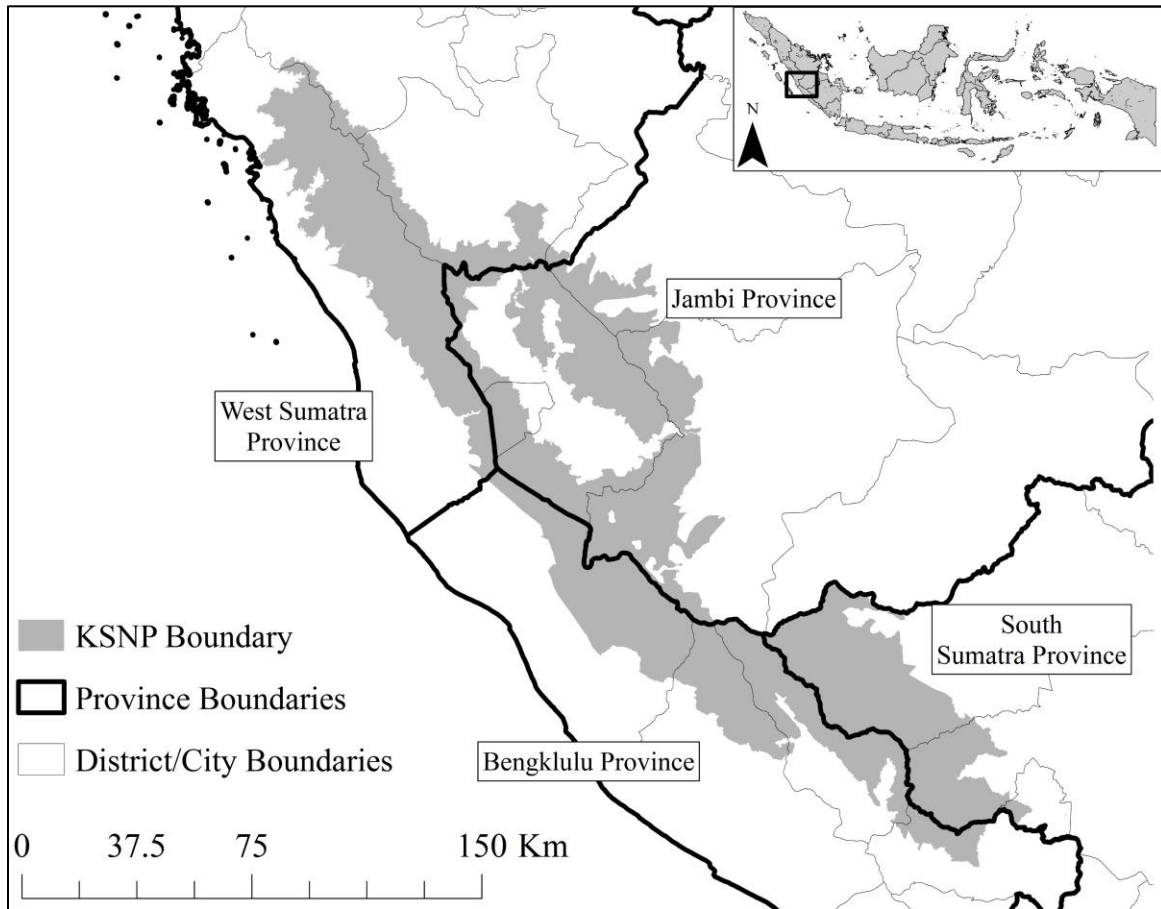 N
Jambi Province
West Sumatra
Province
South
Sumatra Province
Bengklulu Province
KSNP Boundary
Province Boundaries
District/City Boundaries
0 37.5 75 150 Km